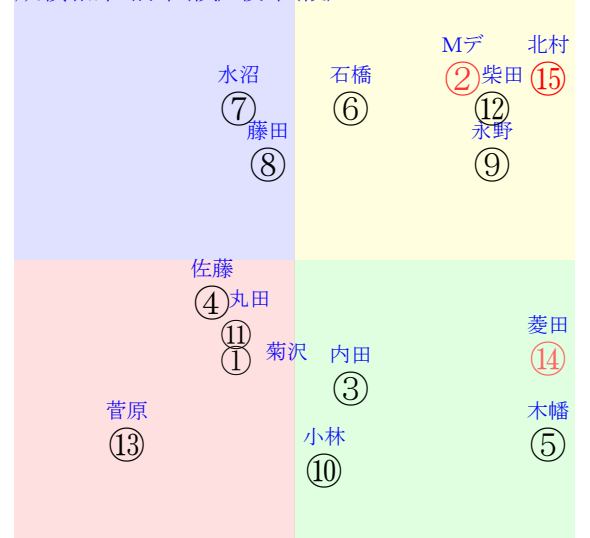 Mデ 北村
水沼 石橋 ② 柴田 ⑮
⑦ ⑥ ⑫
藤田 永野
⑧ ⑨
佐藤
④ 丸田
⑪ 菱田
① 菊沢 内田 ⑭
③
菅原 木幡
⑬ 小林 ⑤
⑩